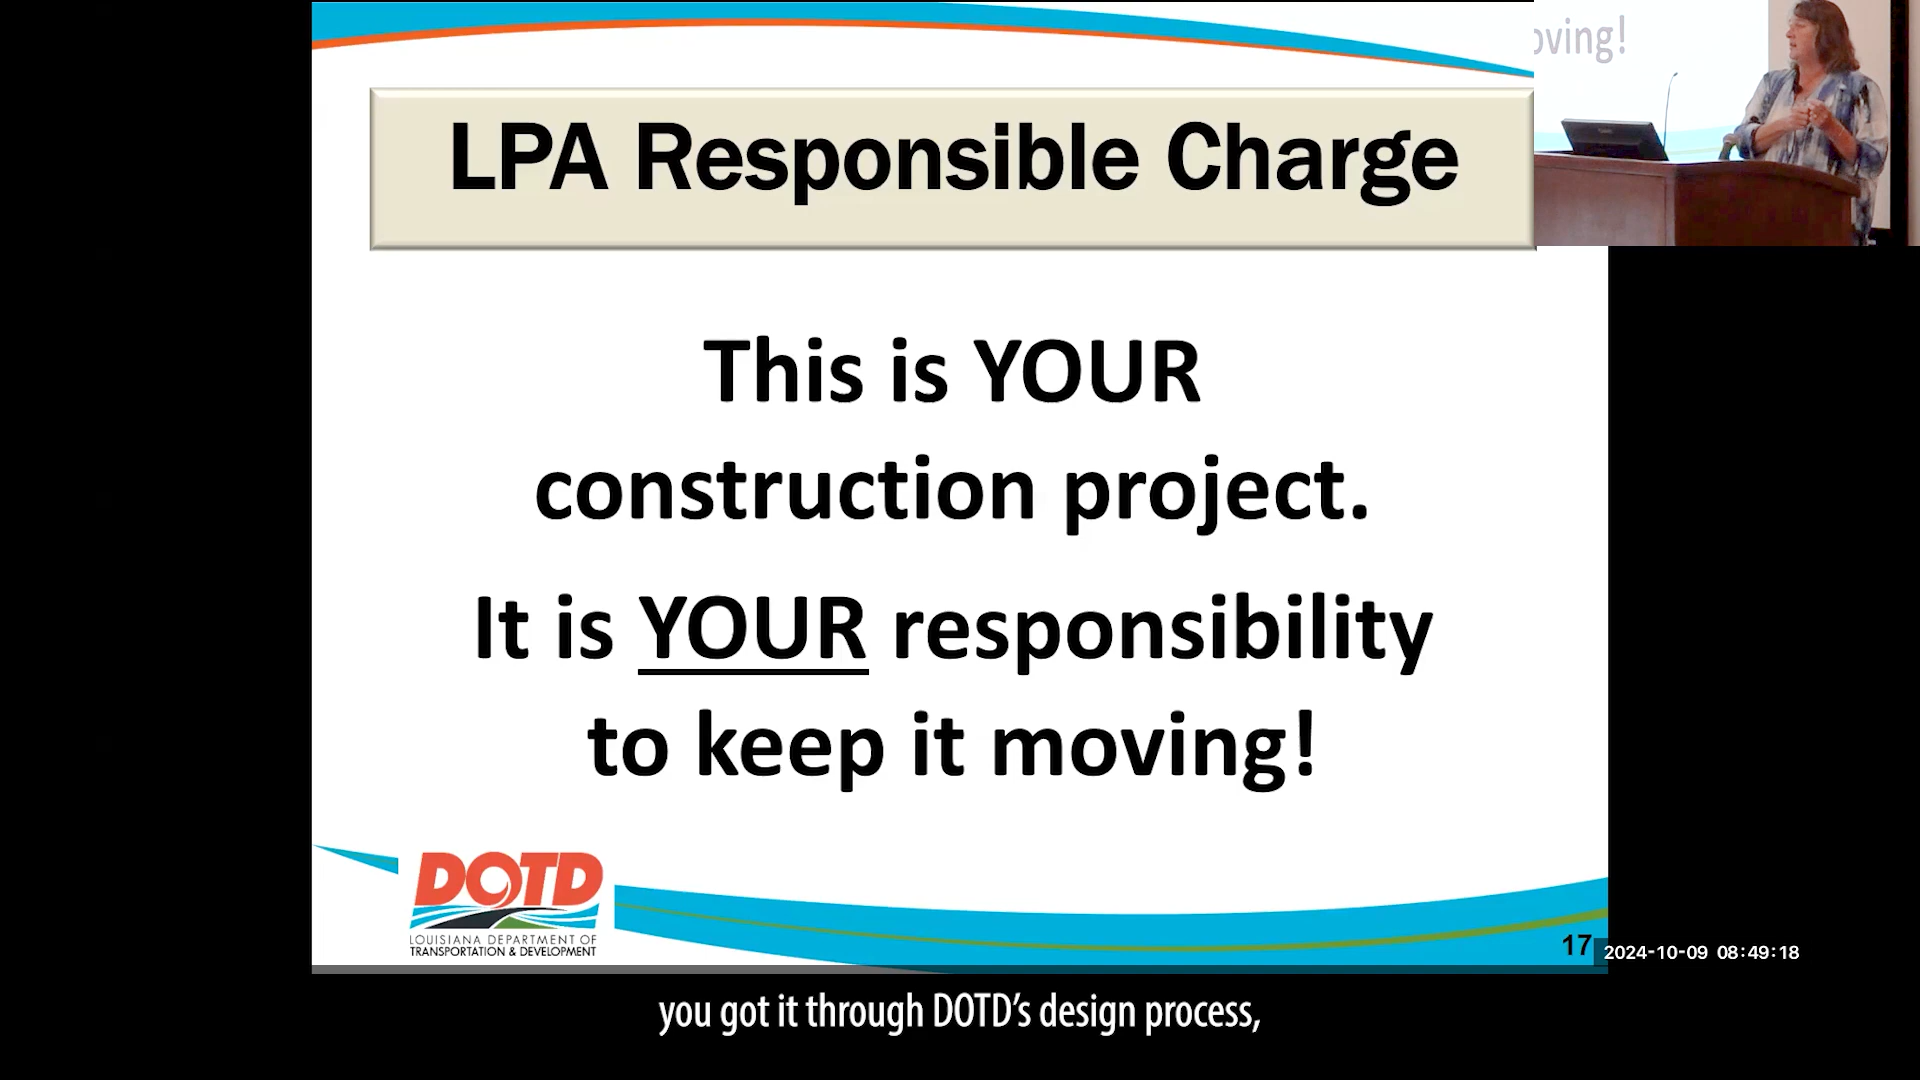 oving!
LPA Responsible Charge
This is YOUR
construction project.
It is YOUR responsibility
to keep it moving!
DOTD
LOUISIANA DEPARTMENT OF
TRANSPORTATION & DEVELOPMENT
17
2024-10-09 08:49:18
you got it through DOTD’s design process,